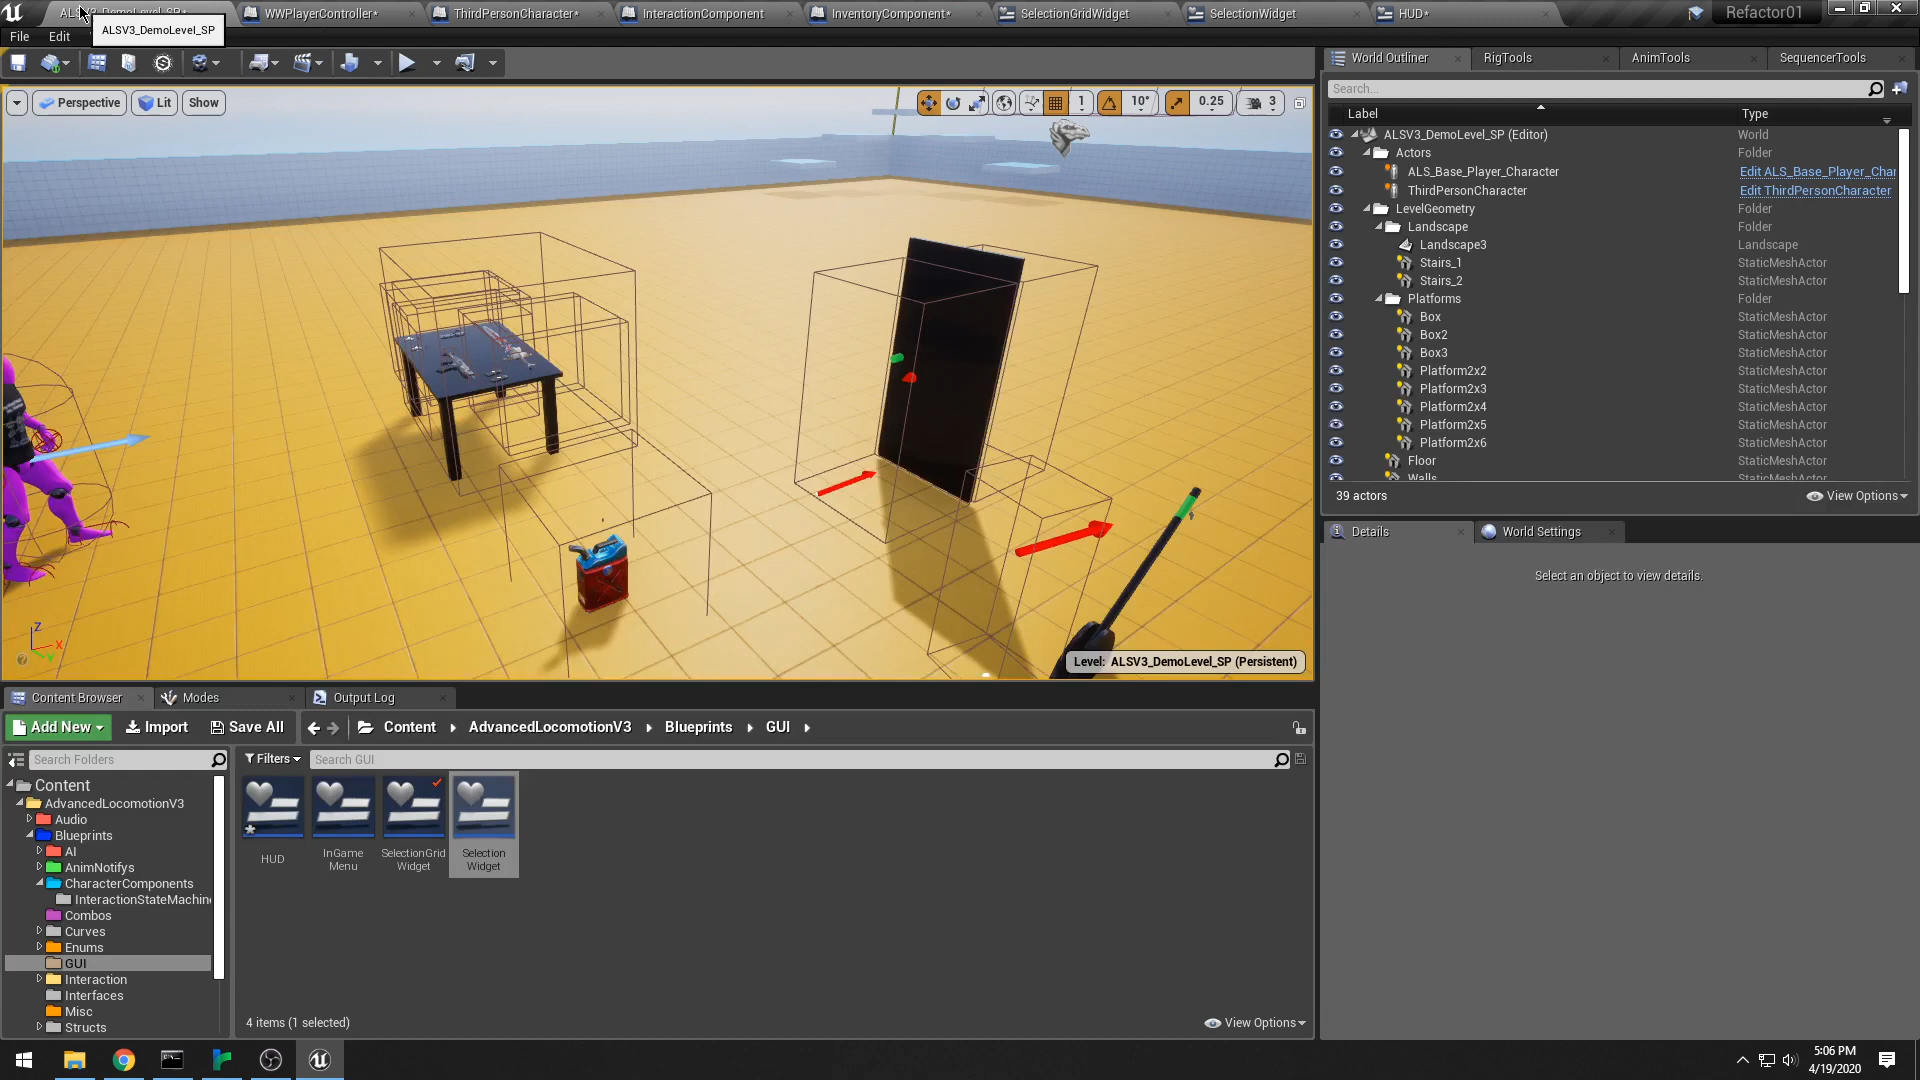 WWPlayerController*
ThirdPersonCharacter*
InteractionComponent
InventoryComponent*
SelectionGridWidget
SelectionWidget
HUD*
Refactor01
ALSV3_DemoLevel_SP
File
Edit
World Outliner
RigTools
AnimTools
SequencerTools
Perspective
Lit
Show
1
10°
0.25
3
Search...
Label
Type
ALSV3_DemoLevel_SP (Editor)
World
Actors
Folder
ALS_Base_Player_Character
Edit ALS_Base_Player_Char
ThirdPersonCharacter
Edit ThirdPersonCharacter
LevelGeometry
Folder
Landscape
Folder
Landscape3
Landscape
Stairs_1
StaticMeshActor
Stairs_2
StaticMeshActor
Platforms
Folder
Box
StaticMeshActor
Box2
StaticMeshActor
Box3
StaticMeshActor
Platform2x2
StaticMeshActor
Platform2x3
StaticMeshActor
Platform2x4
StaticMeshActor
Platform2x5
StaticMeshActor
Platform2x6
StaticMeshActor
Floor
StaticMeshActor
Walls
StaticMeshActor
39 actors
View Options
Details
World Settings
Select an object to view details.
Z
X
Y
Level: ALSV3_DemoLevel_SP (Persistent)
Content Browser
Modes
Output Log
Add New
Import
Save All
Content
AdvancedLocomotionV3
Blueprints
GUI
Search Folders
Filters
Search GUI
Content
AdvancedLocomotionV3
Audio
Blueprints
AI
AnimNotifys
CharacterComponents
InteractionStateMachin
Combos
Curves
Enums
GUI
Interaction
Interfaces
Misc
Structs
HUD
InGame
Menu
SelectionGrid
Widget
Selection
Widget
4 items (1 selected)
View Options
5:06 PM
4/19/2020